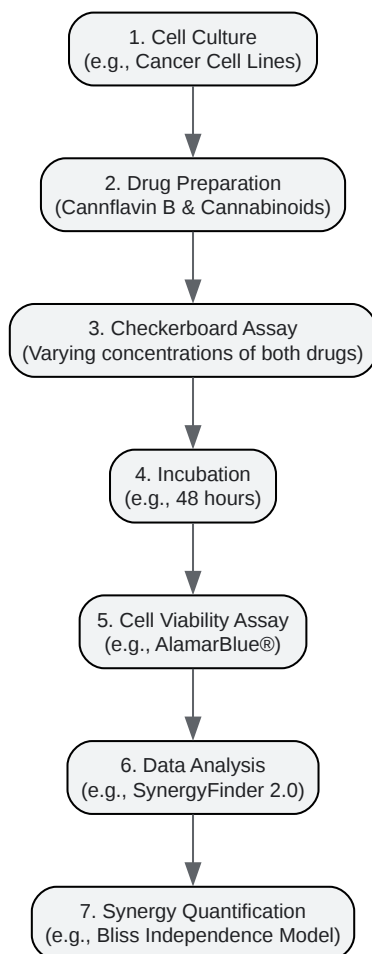 1. Cell Culture
(e.g., Cancer Cell Lines)
2. Drug Preparation
(Cannflavin B & Cannabinoids)
3. Checkerboard Assay
(Varying concentrations of both drugs)
4. Incubation
(e.g., 48 hours)
5. Cell Viability Assay
(e.g., AlamarBlue®)
6. Data Analysis
(e.g., SynergyFinder 2.0)
7. Synergy Quantification
(e.g., Bliss Independence Model)